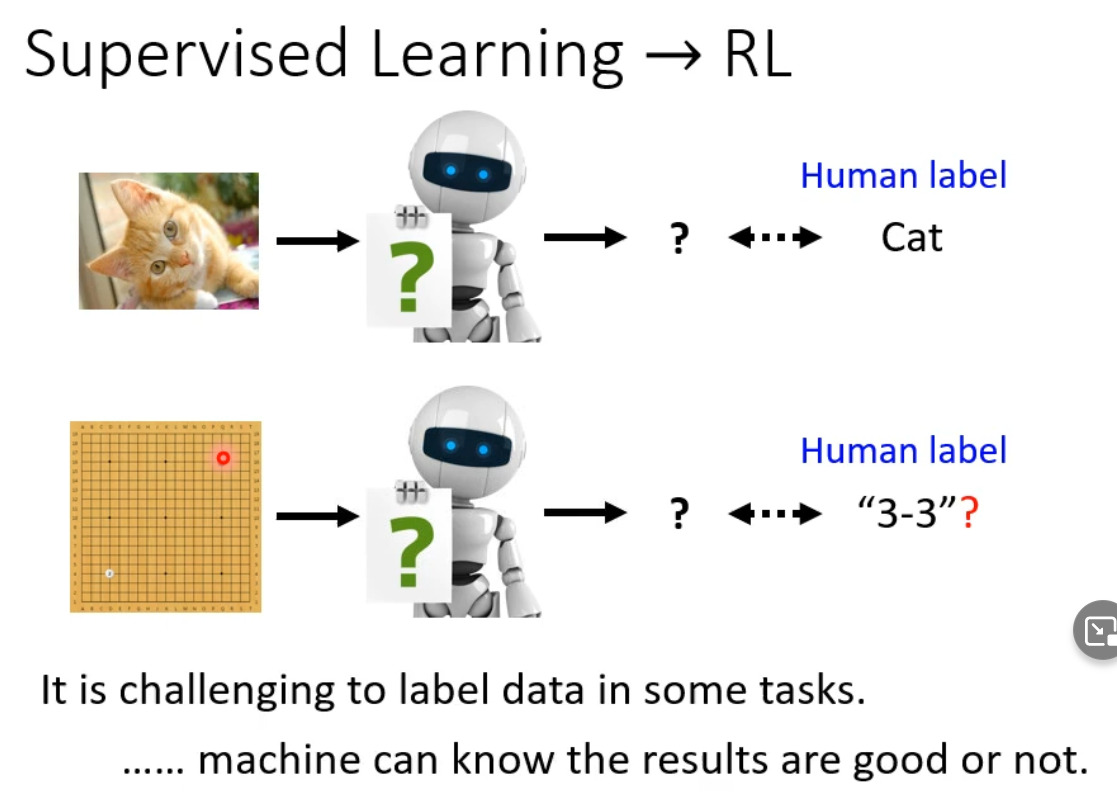 Supervised Learning → RL
Human label
?
?
Cat
Human label
?
?
“3-3”?
It is challenging to label data in some tasks.
…… machine can know the results are good or not.